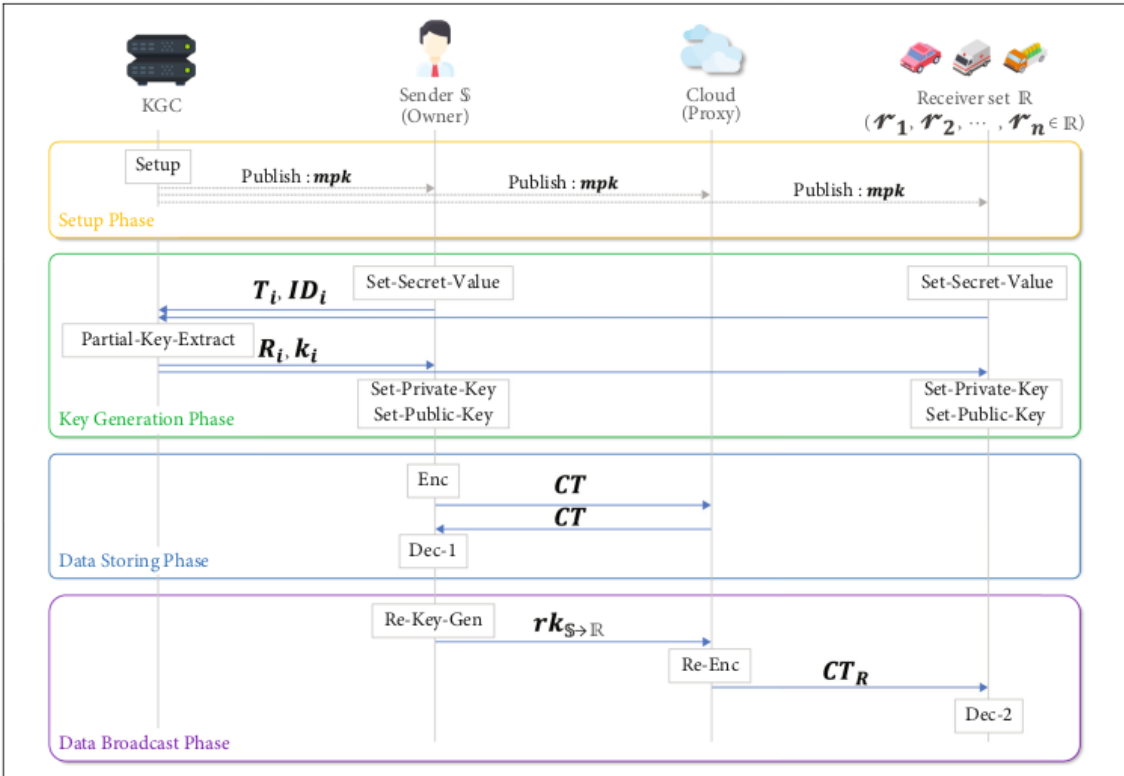 KGC
Sender 𝕊
(Owner)
Cloud
(Proxy)
Receiver set ℝ
(𝓻₁, 𝓻₂, ⋯ , 𝓻ₙ ∈ ℝ)
Setup
Publish : mpk
Publish : mpk
Publish : mpk
Setup Phase
Set-Secret-Value
Set-Secret-Value
Tᵢ, IDᵢ
Partial-Key-Extract
Rᵢ, kᵢ
Set-Private-Key
Set-Public-Key
Set-Private-Key
Set-Public-Key
Key Generation Phase
Enc
CT
CT
Dec-1
Data Storing Phase
Re-Key-Gen
rk𝕊→ℝ
Re-Enc
CT_R
Dec-2
Data Broadcast Phase